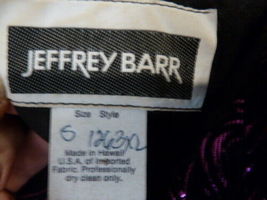 JEFFREY BARR
Size Style
S
Made in Hawaii
U.S.A. of imported
Fabric. Professionally
dry clean only.